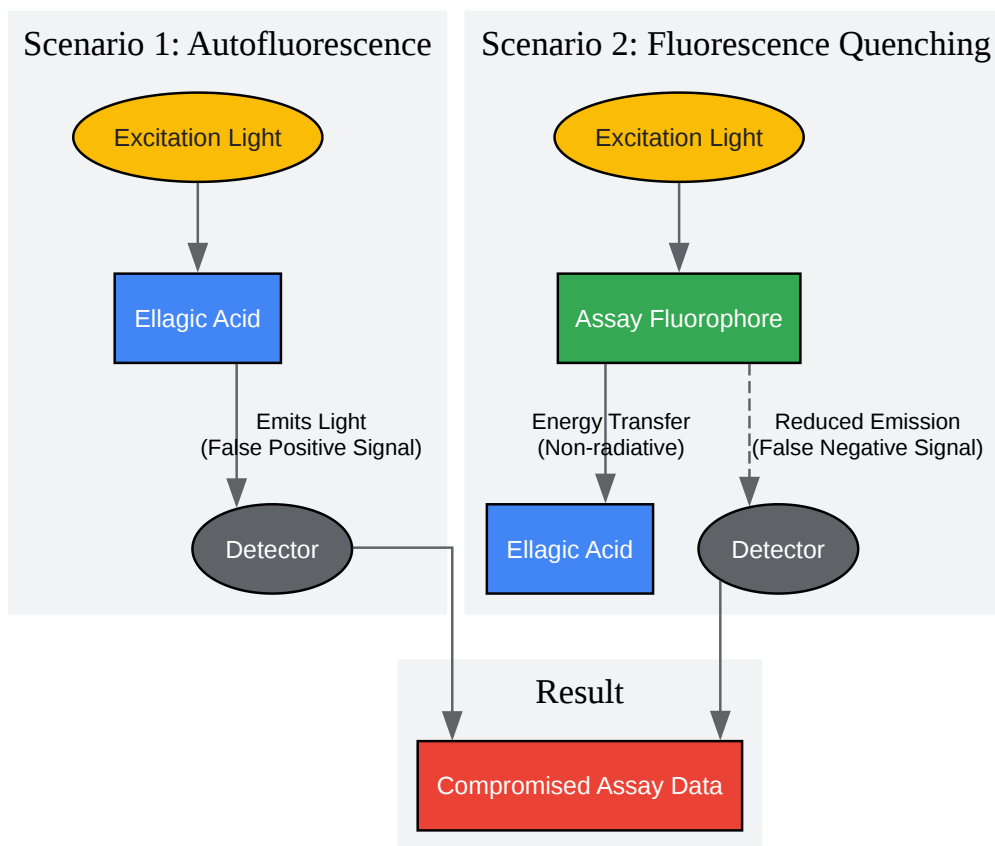 Scenario 1: Autofluorescence
Excitation Light
Ellagic Acid
Emits Light
(False Positive Signal)
Detector
Scenario 2: Fluorescence Quenching
Excitation Light
Assay Fluorophore
Energy Transfer
(Non-radiative)
Reduced Emission
(False Negative Signal)
Ellagic Acid
Detector
Result
Compromised Assay Data